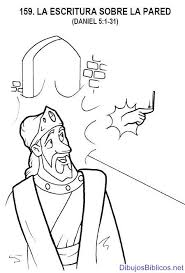 159. LA ESCRITURA SOBRE LA PARED
(DANIEL 5:1-31)
DibujosBiblicos.net